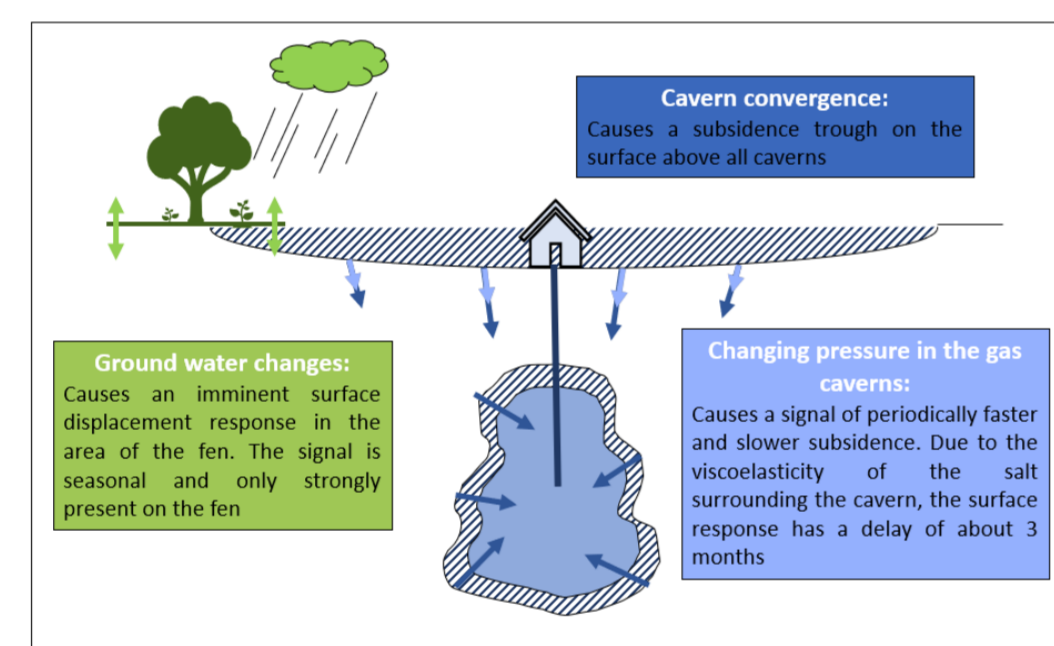 Cavern convergence:
Causes a subsidence trough on the
surface above all caverns
Ground water changes:
Causes an imminent surface
displacement response in the
area of the fen. The signal is
seasonal and only strongly
present on the fen
Changing pressure in the gas
caverns:
Causes a signal of periodically faster
and slower subsidence. Due to the
viscoelasticity of the salt
surrounding the cavern, the surface
response has a delay of about 3
months